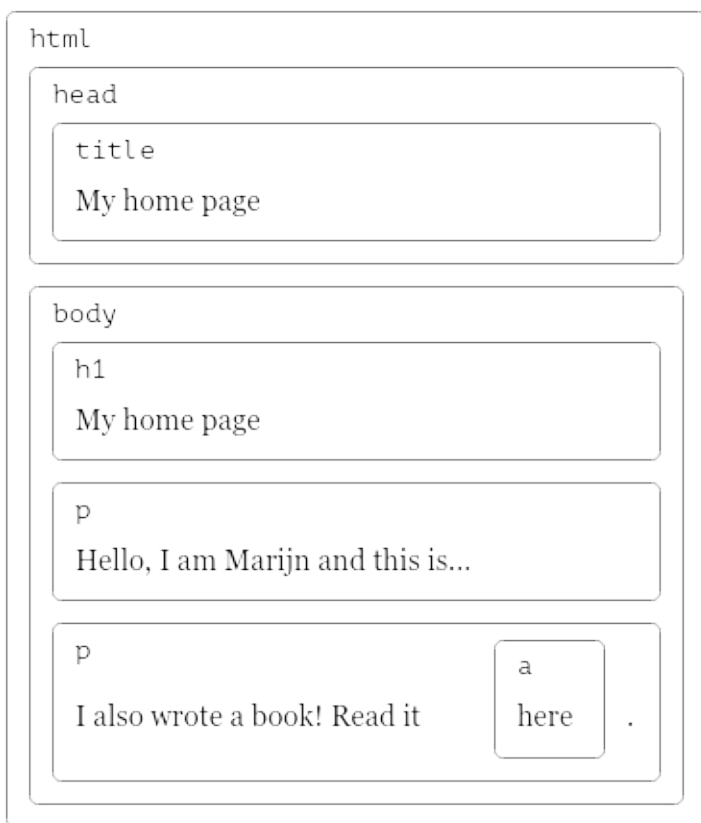 html
head
title
My home page
body
h1
My home page
p
Hello, I am Marijn and this is...
p
a
I also wrote a book! Read it here .